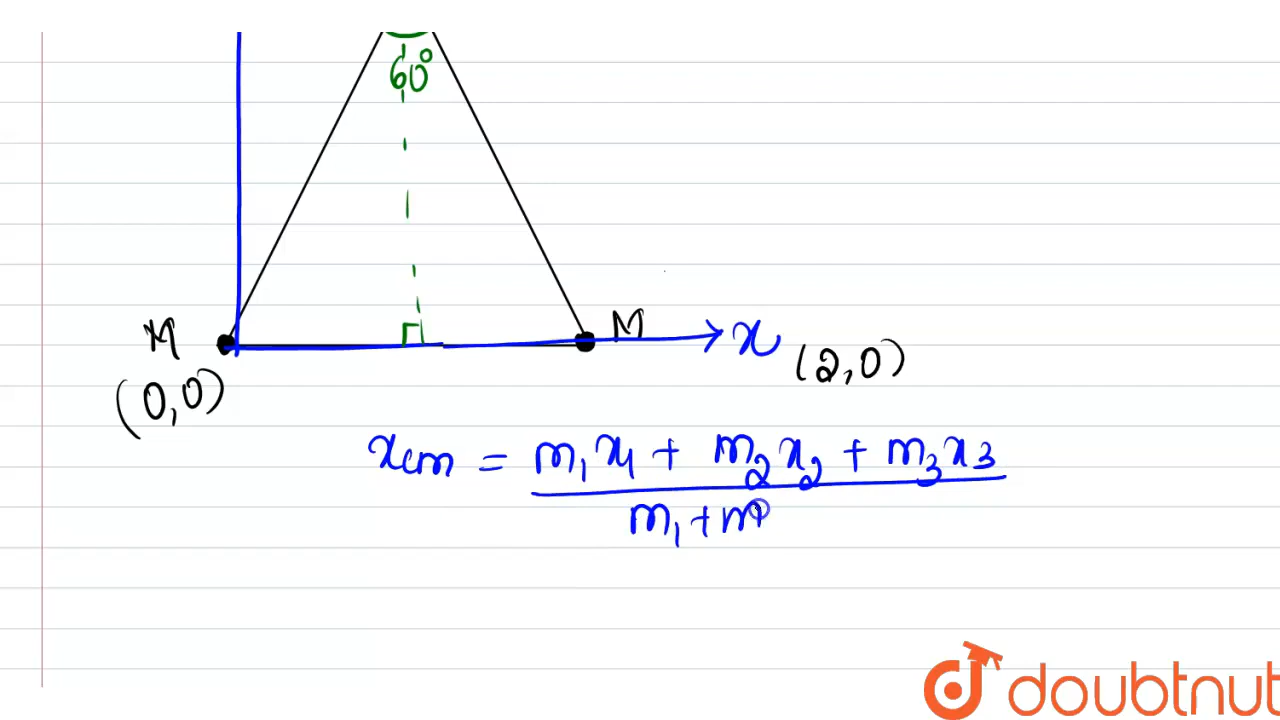 60°
M
M
x
(0,0)
(2,0)
xcm = m₁x₁ + m₂x₂ + m₃x₃
m₁ + m
doubtnut